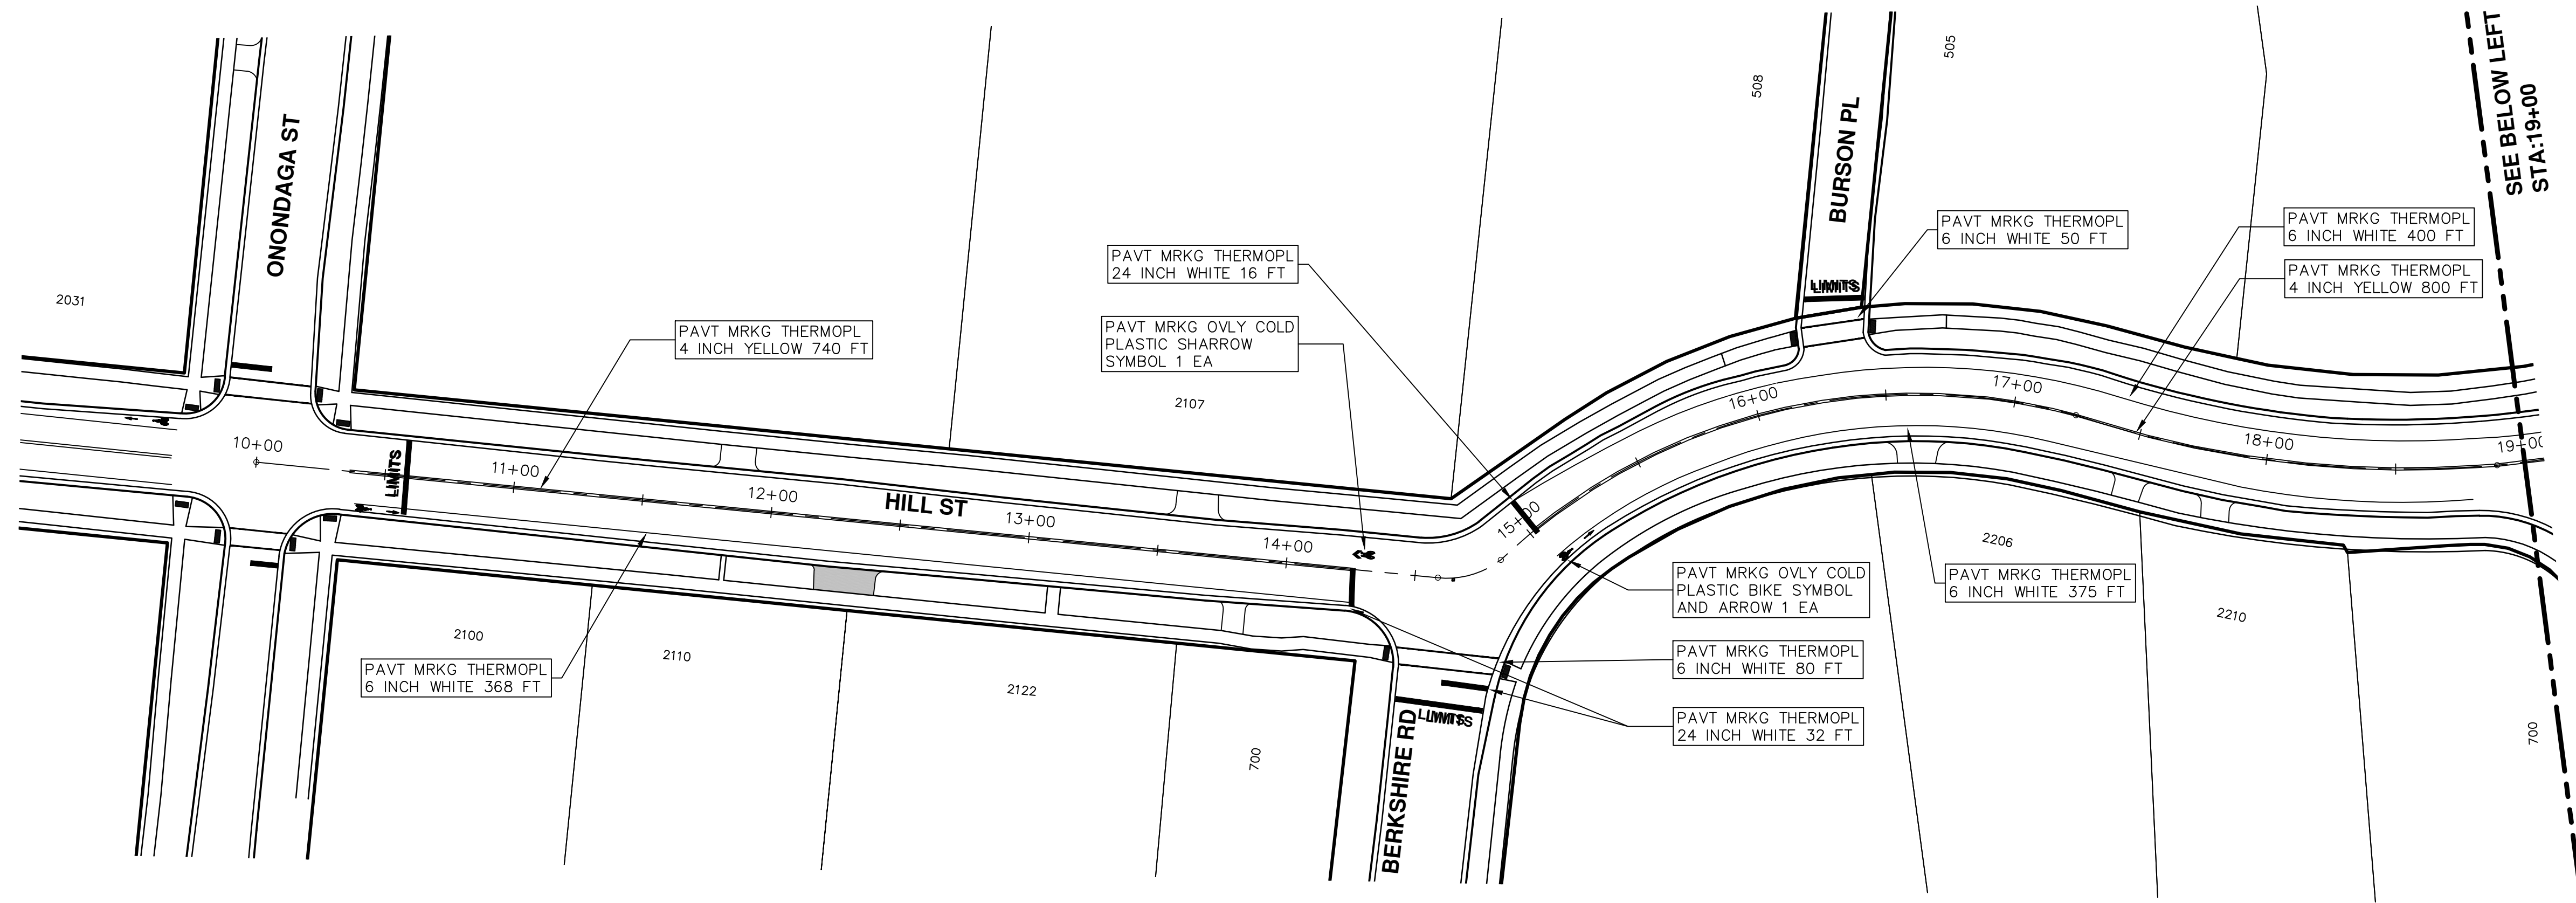 ONONDAGA ST
2031
PAVT MRKG THERMOPL
4 INCH YELLOW 740 FT
PAVT MRKG THERMOPL
24 INCH WHITE 16 FT
PAVT MRKG OVLY COLD
PLASTIC SHARROW
SYMBOL 1 EA
2107
508
BURSON PL
505
LIMITS
PAVT MRKG THERMOPL
6 INCH WHITE 50 FT
PAVT MRKG THERMOPL
6 INCH WHITE 400 FT
PAVT MRKG THERMOPL
4 INCH YELLOW 800 FT
SEE BELOW LEFT
STA:19+00
10+00
LIMITS
11+00
12+00
HILL ST
13+00
14+00
15+00
16+00
17+00
18+00
19+00
2100
PAVT MRKG THERMOPL
6 INCH WHITE 368 FT
2110
2122
700
BERKSHIRE RD
LIMITS
PAVT MRKG OVLY COLD
PLASTIC BIKE SYMBOL
AND ARROW 1 EA
PAVT MRKG THERMOPL
6 INCH WHITE 80 FT
PAVT MRKG THERMOPL
24 INCH WHITE 32 FT
2206
PAVT MRKG THERMOPL
6 INCH WHITE 375 FT
2210
700